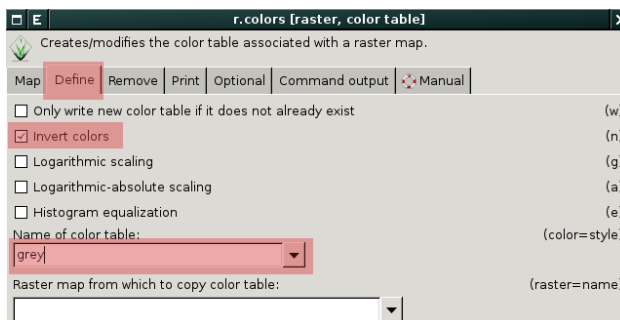 E r.colors [raster, color table]
Creates/modifies the color table associated with a raster map.
Map Define Remove Print Optional Command output Manual
Only write new color table if it does not already exist (w)
Invert colors (n)
Logarithmic scaling (g)
Logarithmic-absolute scaling (a)
Histogram equalization (e)
Name of color table: (color=style)
grey
Raster map from which to copy color table: (raster=name)